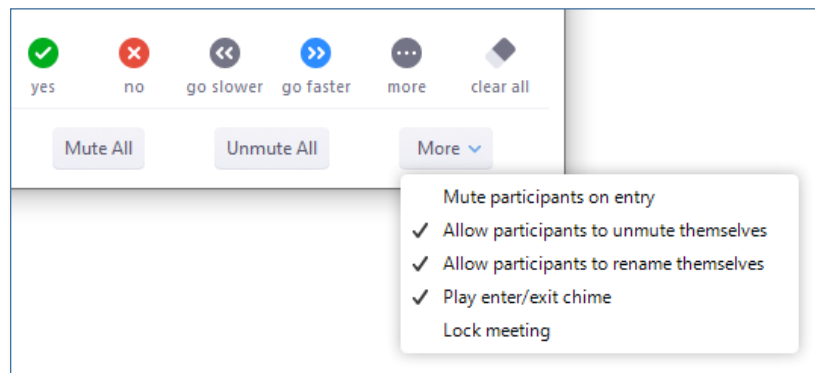 yes no go slower go faster more clear all
Mute All Unmute All More
Mute participants on entry
Allow participants to unmute themselves
Allow participants to rename themselves
Play enter/exit chime
Lock meeting